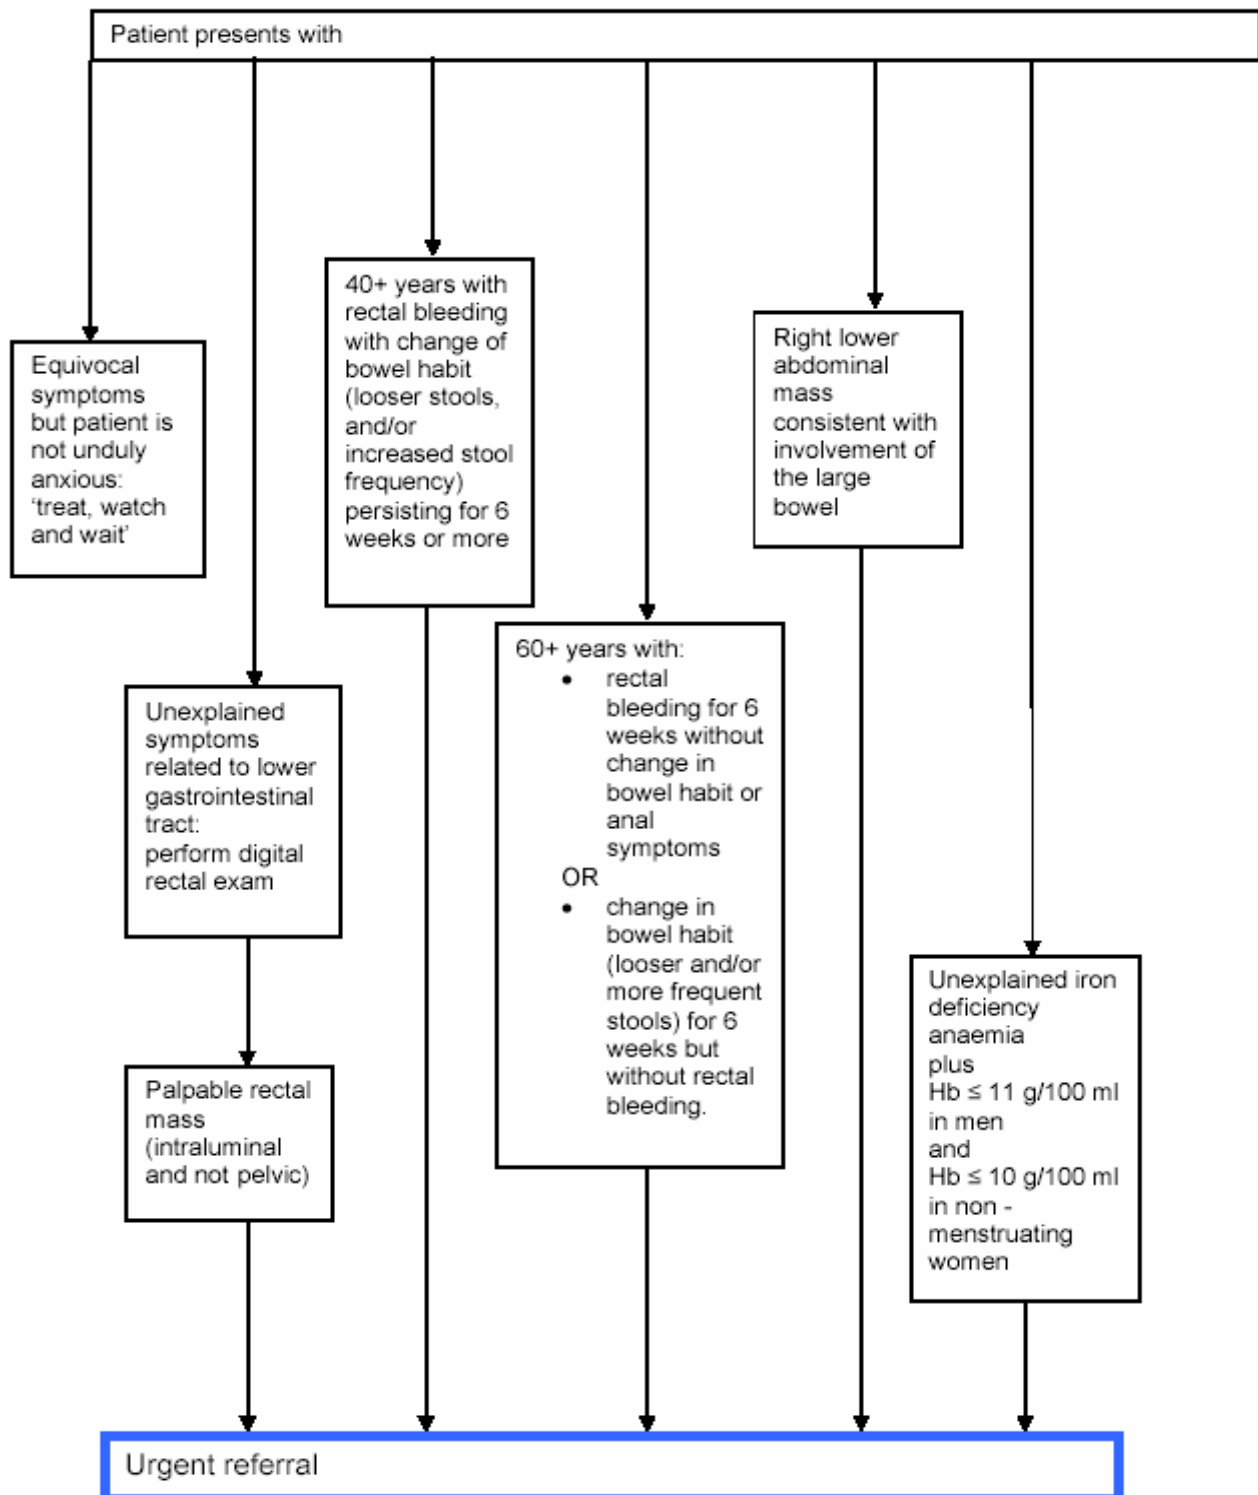 Patient presents with
Equivocal
symptoms
but patient is
not unduly
anxious:
‘treat, watch
and wait’
Unexplained
symptoms
related to lower
gastrointestinal
tract:
perform digital
rectal exam
Palpable rectal
mass
(intraluminal
and not pelvic)
40+ years with
rectal bleeding
with change of
bowel habit
(looser stools,
and/or
increased stool
frequency)
persisting for 6
weeks or more
60+ years with:
• rectal
bleeding for 6
weeks without
change in
bowel habit or
anal
symptoms
OR
• change in
bowel habit
(looser and/or
more frequent
stools) for 6
weeks but
without rectal
bleeding.
Right lower
abdominal
mass
consistent with
involvement of
the large
bowel
Unexplained iron
deficiency
anaemia
plus
Hb ≤ 11 g/100 ml
in men
and
Hb ≤ 10 g/100 ml
in non -
menstruating
women
Urgent referral